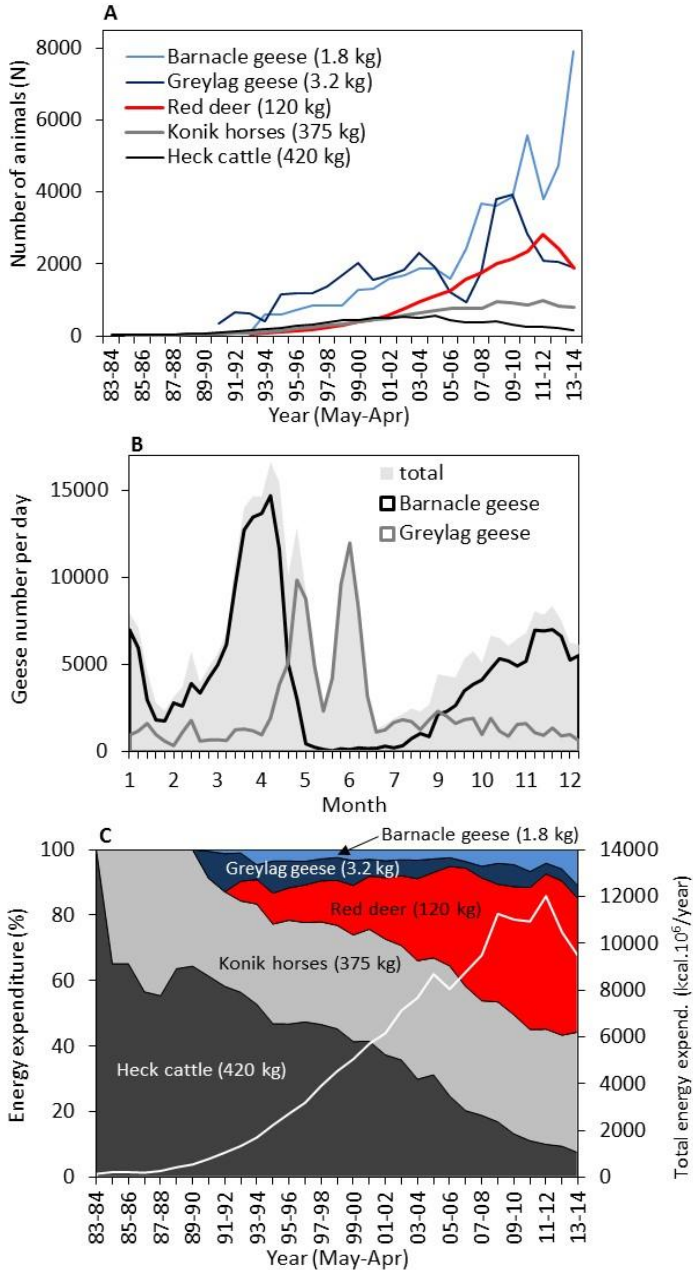 A
Number of animals (N)
8000
6000
4000
2000
0
Barnacle geese (1.8 kg)
Greylag geese (3.2 kg)
Red deer (120 kg)
Konik horses (375 kg)
Heck cattle (420 kg)
83-84
85-86
87-88
89-90
91-92
93-94
95-96
97-98
99-00
01-02
03-04
05-06
07-08
09-10
11-12
13-14
Year (May-Apr)
B
Geese number per day
15000
10000
5000
0
total
Barnacle geese
Greylag geese
1 2 3 4 5 6 7 8 9 10 11 12
Month
C
Barnacle geese (1.8 kg)
Energy expenditure (%)
100
80
60
40
20
0
Greylag geese (3.2 kg)
Red deer (120 kg)
Konik horses (375 kg)
Heck cattle (420 kg)
14000
12000
10000
8000
6000
4000
2000
0
Total energy expend. (kcal.10⁶/year)
83-84
85-86
87-88
89-90
91-92
93-94
95-96
97-98
99-00
01-02
03-04
05-06
07-08
09-10
11-12
13-14
Year (May-Apr)